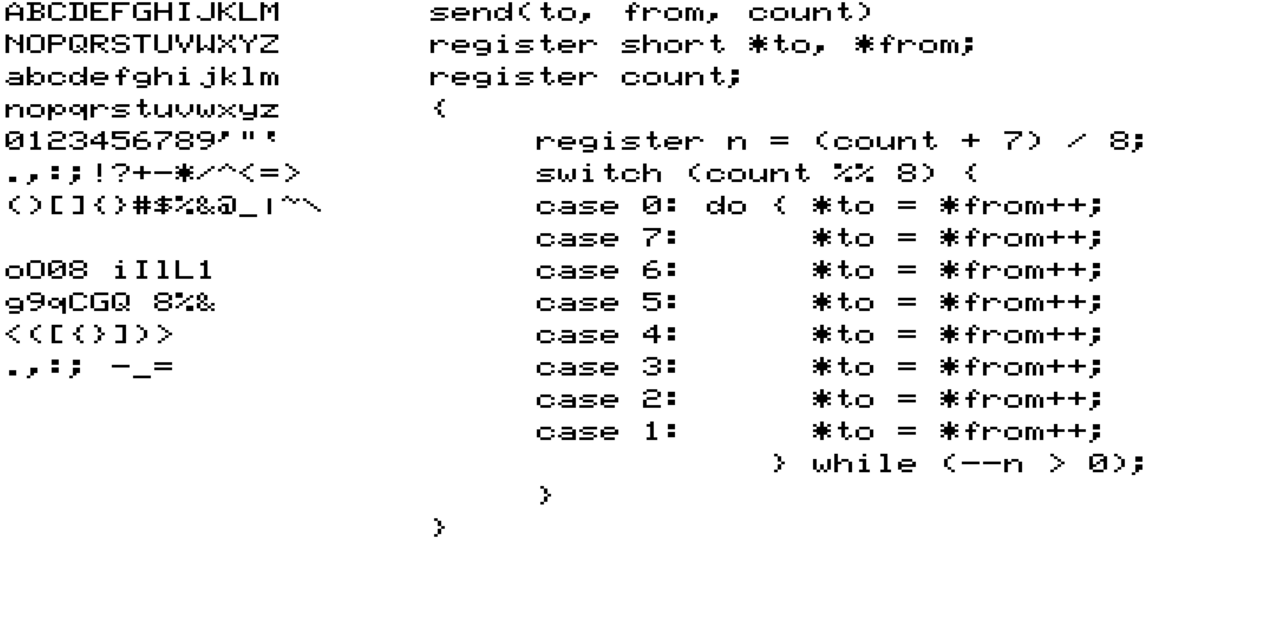 ABCDEFGHIJKLM
NOPQRSTUVWXYZ
abcdefghijklm
nopqrstuvwxyz
0123456789'"'
.,:;!?+-*/^<=>
()[]{}#$%&@_|~\
oO08 iIlL1
g9qCGQ 8%&
<([{}])>
.,:; -_=
send(to, from, count)
register short *to, *from;
register count;
{
register n = (count + 7) / 8;
switch (count %% 8) {
case 0: do { *to = *from++;
case 7: *to = *from++;
case 6: *to = *from++;
case 5: *to = *from++;
case 4: *to = *from++;
case 3: *to = *from++;
case 2: *to = *from++;
case 1: *to = *from++;
} while (--n > 0);
}
}